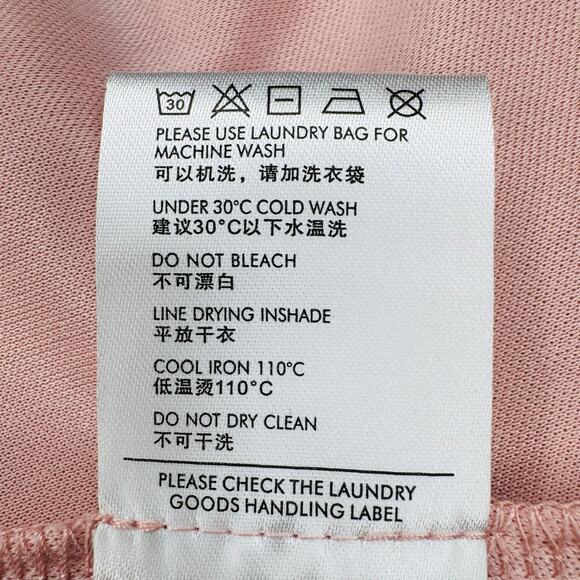 30
PLEASE USE LAUNDRY BAG FOR
MACHINE WASH
可以机洗，请加洗衣袋
UNDER 30°C COLD WASH
建议30°C以下水温洗
DO NOT BLEACH
不可漂白
LINE DRYING INSHADE
平放干衣
COOL IRON 110°C
低温烫110°C
DO NOT DRY CLEAN
不可干洗
PLEASE CHECK THE LAUNDRY
GOODS HANDLING LABEL